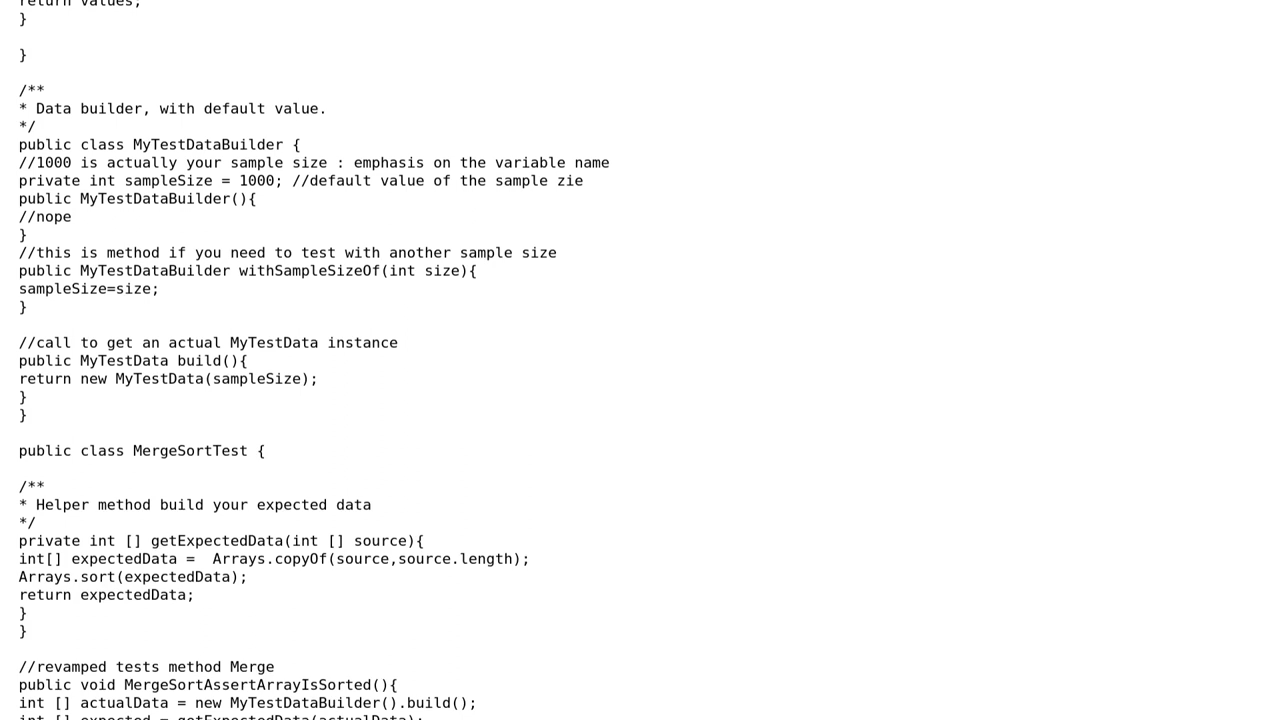 return values;
}

}

/**
* Data builder, with default value.
*/
public class MyTestDataBuilder {
//1000 is actually your sample size : emphasis on the variable name
private int sampleSize = 1000; //default value of the sample zie
public MyTestDataBuilder(){
//nope
}
//this is method if you need to test with another sample size
public MyTestDataBuilder withSampleSizeOf(int size){
sampleSize=size;
}

//call to get an actual MyTestData instance
public MyTestData build(){
return new MyTestData(sampleSize);
}
}

public class MergeSortTest {

/**
* Helper method build your expected data
*/
private int [] getExpectedData(int [] source){
int[] expectedData =  Arrays.copyOf(source,source.length);
Arrays.sort(expectedData);
return expectedData;
}
}

//revamped tests method Merge
public void MergeSortAssertArrayIsSorted(){
int [] actualData = new MyTestDataBuilder().build();
int [] expected = getExpectedData(actualData);